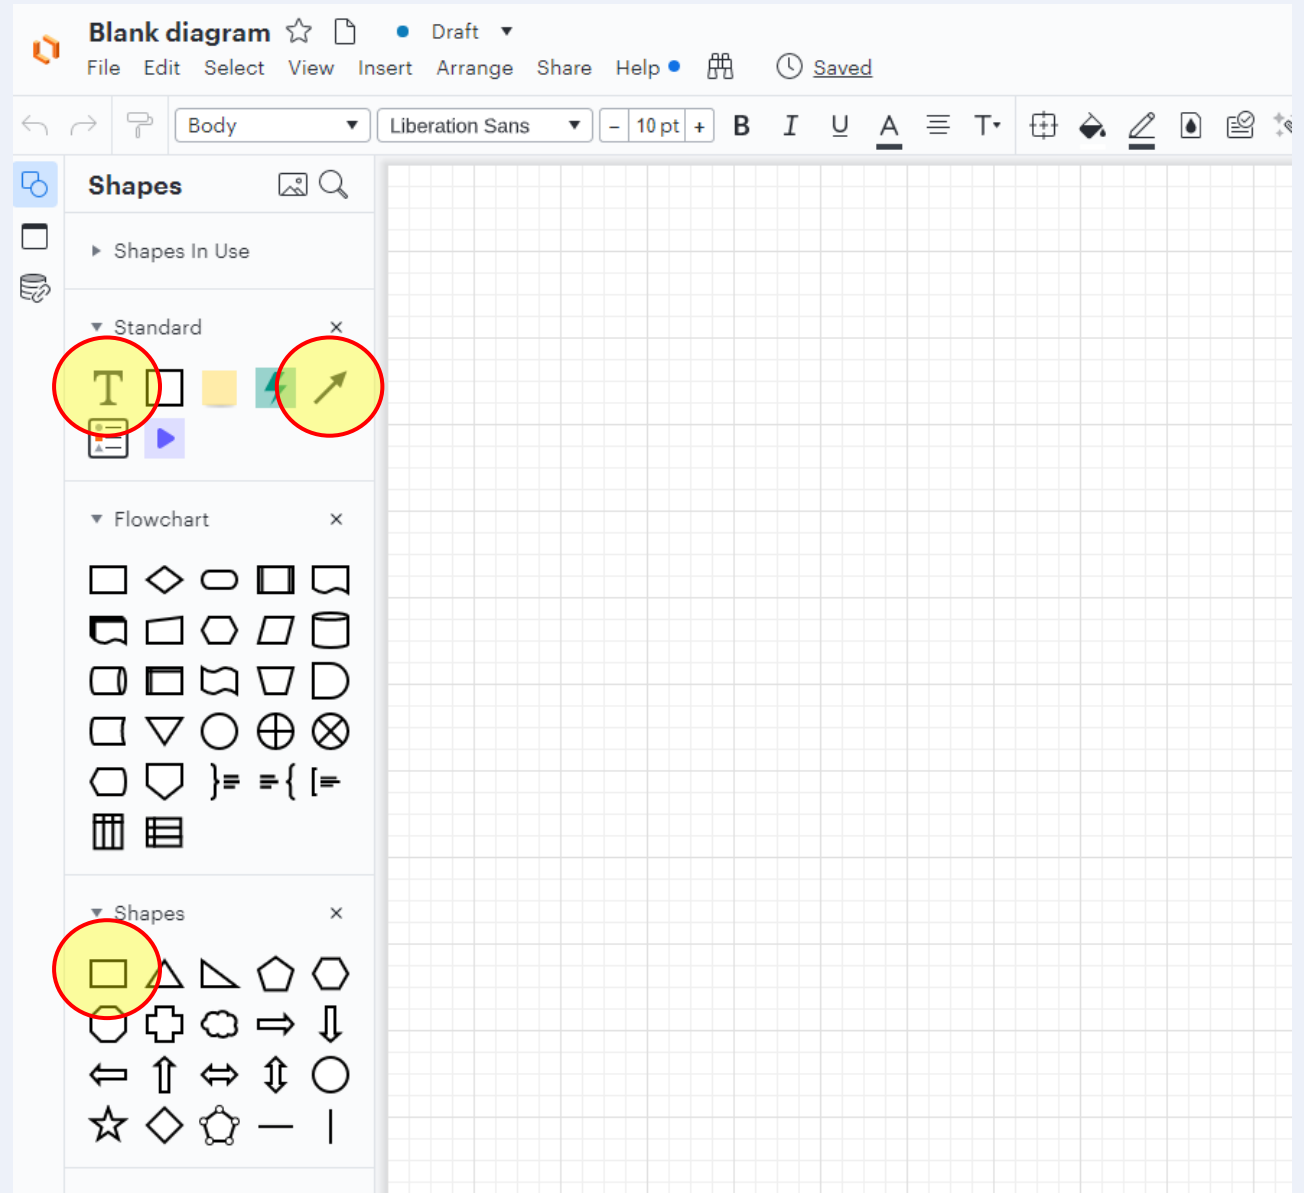 Blank diagram Draft
File Edit Select View Insert Arrange Share Help Saved
Body Liberation Sans − 10 pt + B I U A T
Shapes
Shapes In Use
Standard
T
Flowchart
Shapes